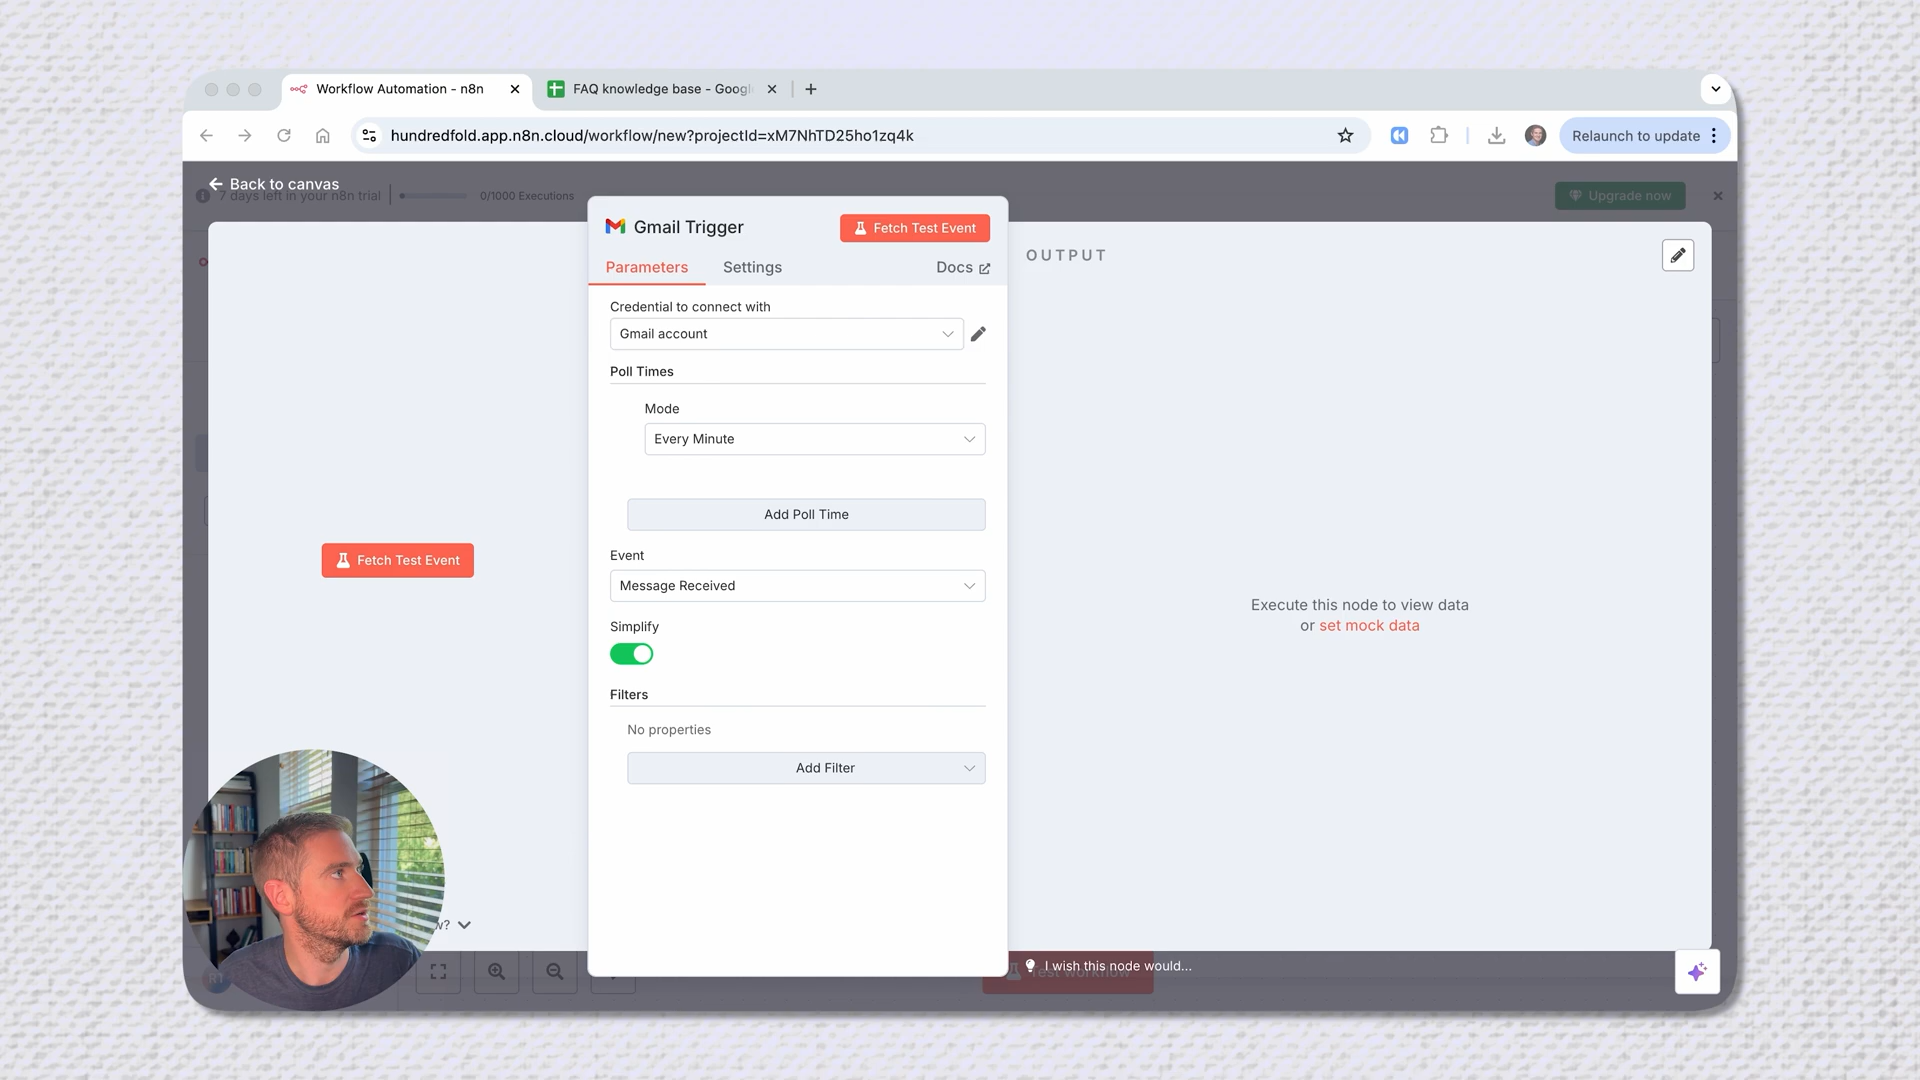 Workflow Automation - n8n
FAQ knowledge base - Goog
hundredfold.app.n8n.cloud/workflow/new?projectId=xM7NhTD25ho1zq4k
Relaunch to update
Back to canvas
7 days left in your n8n trial
0/1000 Executions
Upgrade now
Gmail Trigger
Fetch Test Event
Parameters
Settings
Docs
OUTPUT
Credential to connect with
Gmail account
Poll Times
Mode
Every Minute
Add Poll Time
Event
Message Received
Fetch Test Event
Simplify
Execute this node to view data
or set mock data
Filters
No properties
Add Filter
w?
I wish this node would...
Test workflow